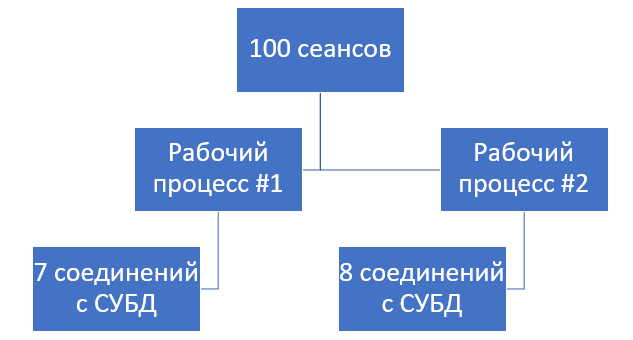 100 сеансов
Рабочий
процесс #1
Рабочий
процесс #2
7 соединений
с СУБД
8 соединений
с СУБД